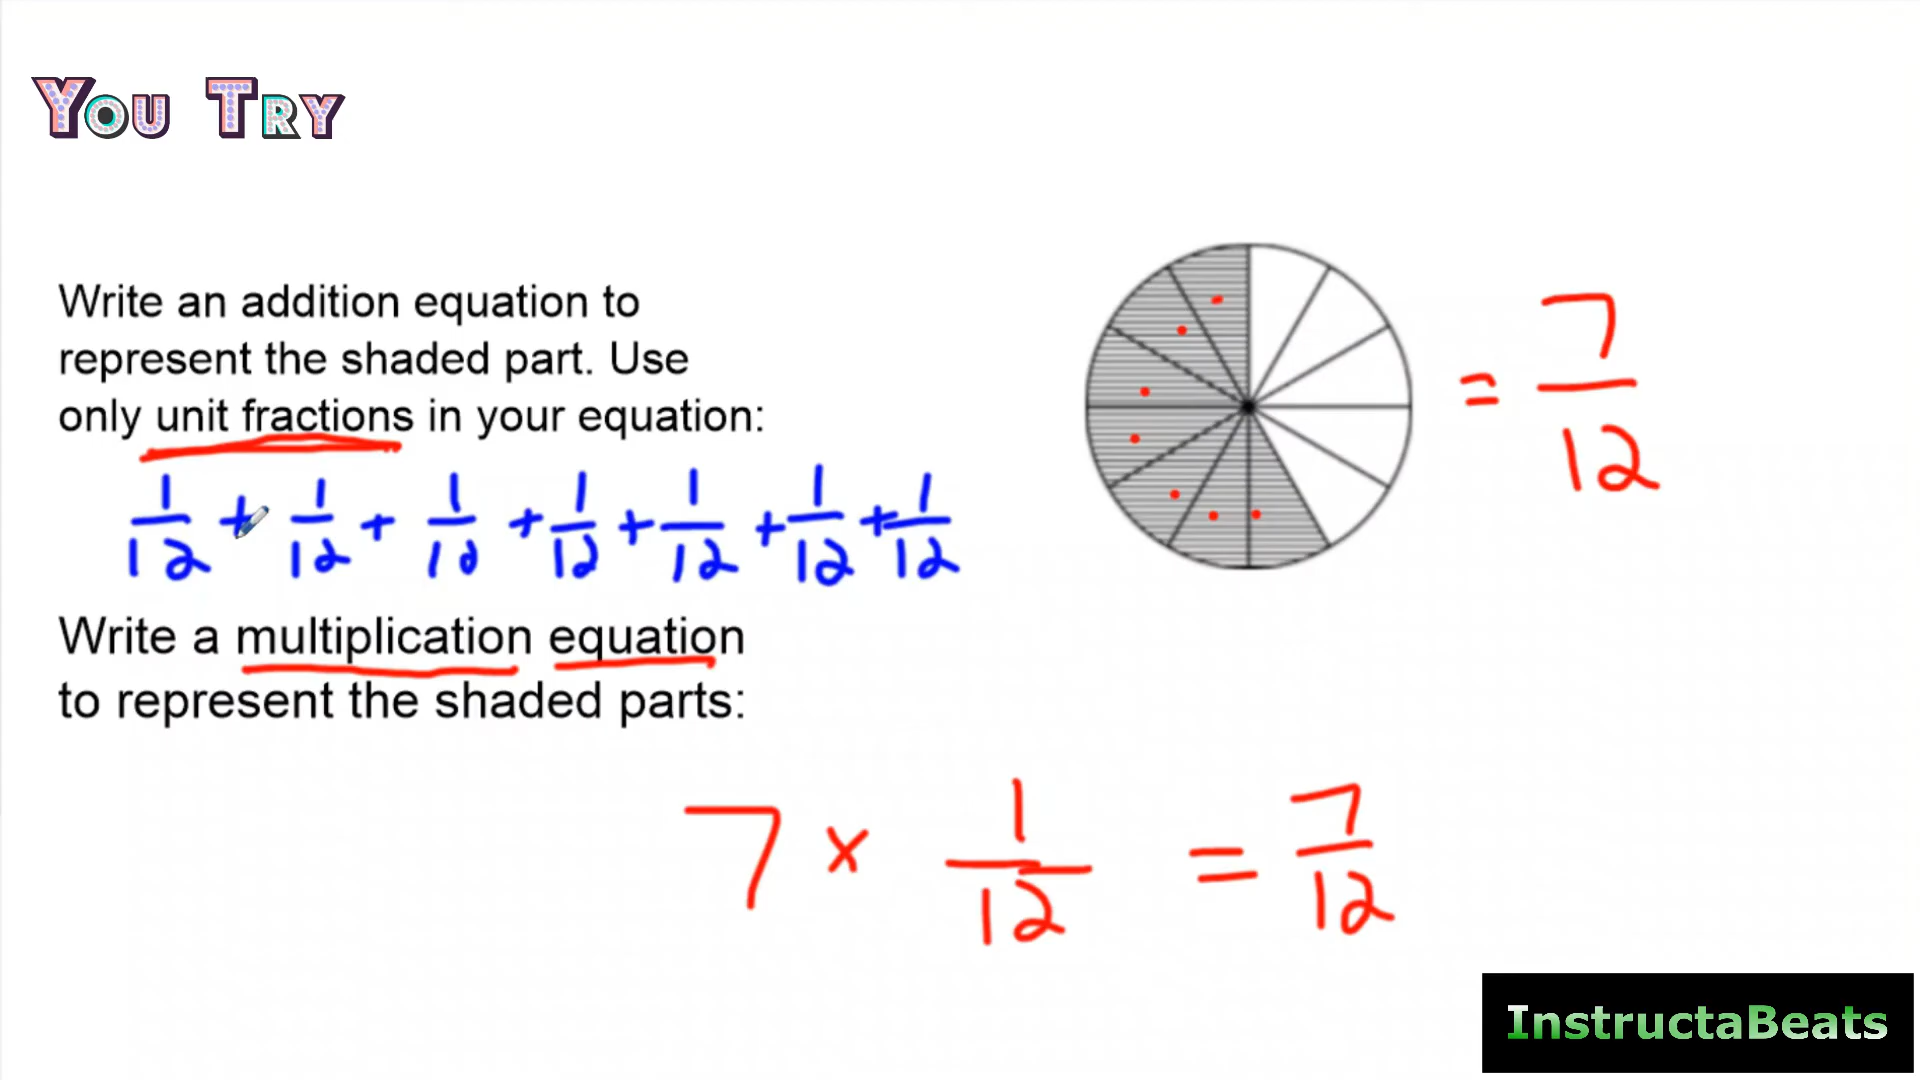 YOU TRY
Write an addition equation to
represent the shaded part. Use
only unit fractions in your equation:
1/12 + 1/12 + 1/12 + 1/12 + 1/12 + 1/12 + 1/12
= 7/12
Write a multiplication equation
to represent the shaded parts:
7 × 1/12 = 7/12
InstructaBeats